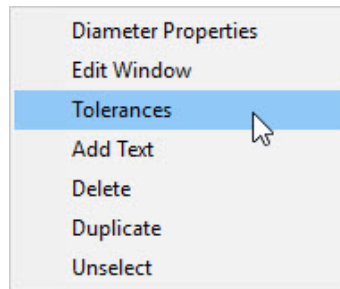 Diameter Properties
Edit Window
Tolerances
Add Text
Delete
Duplicate
Unselect